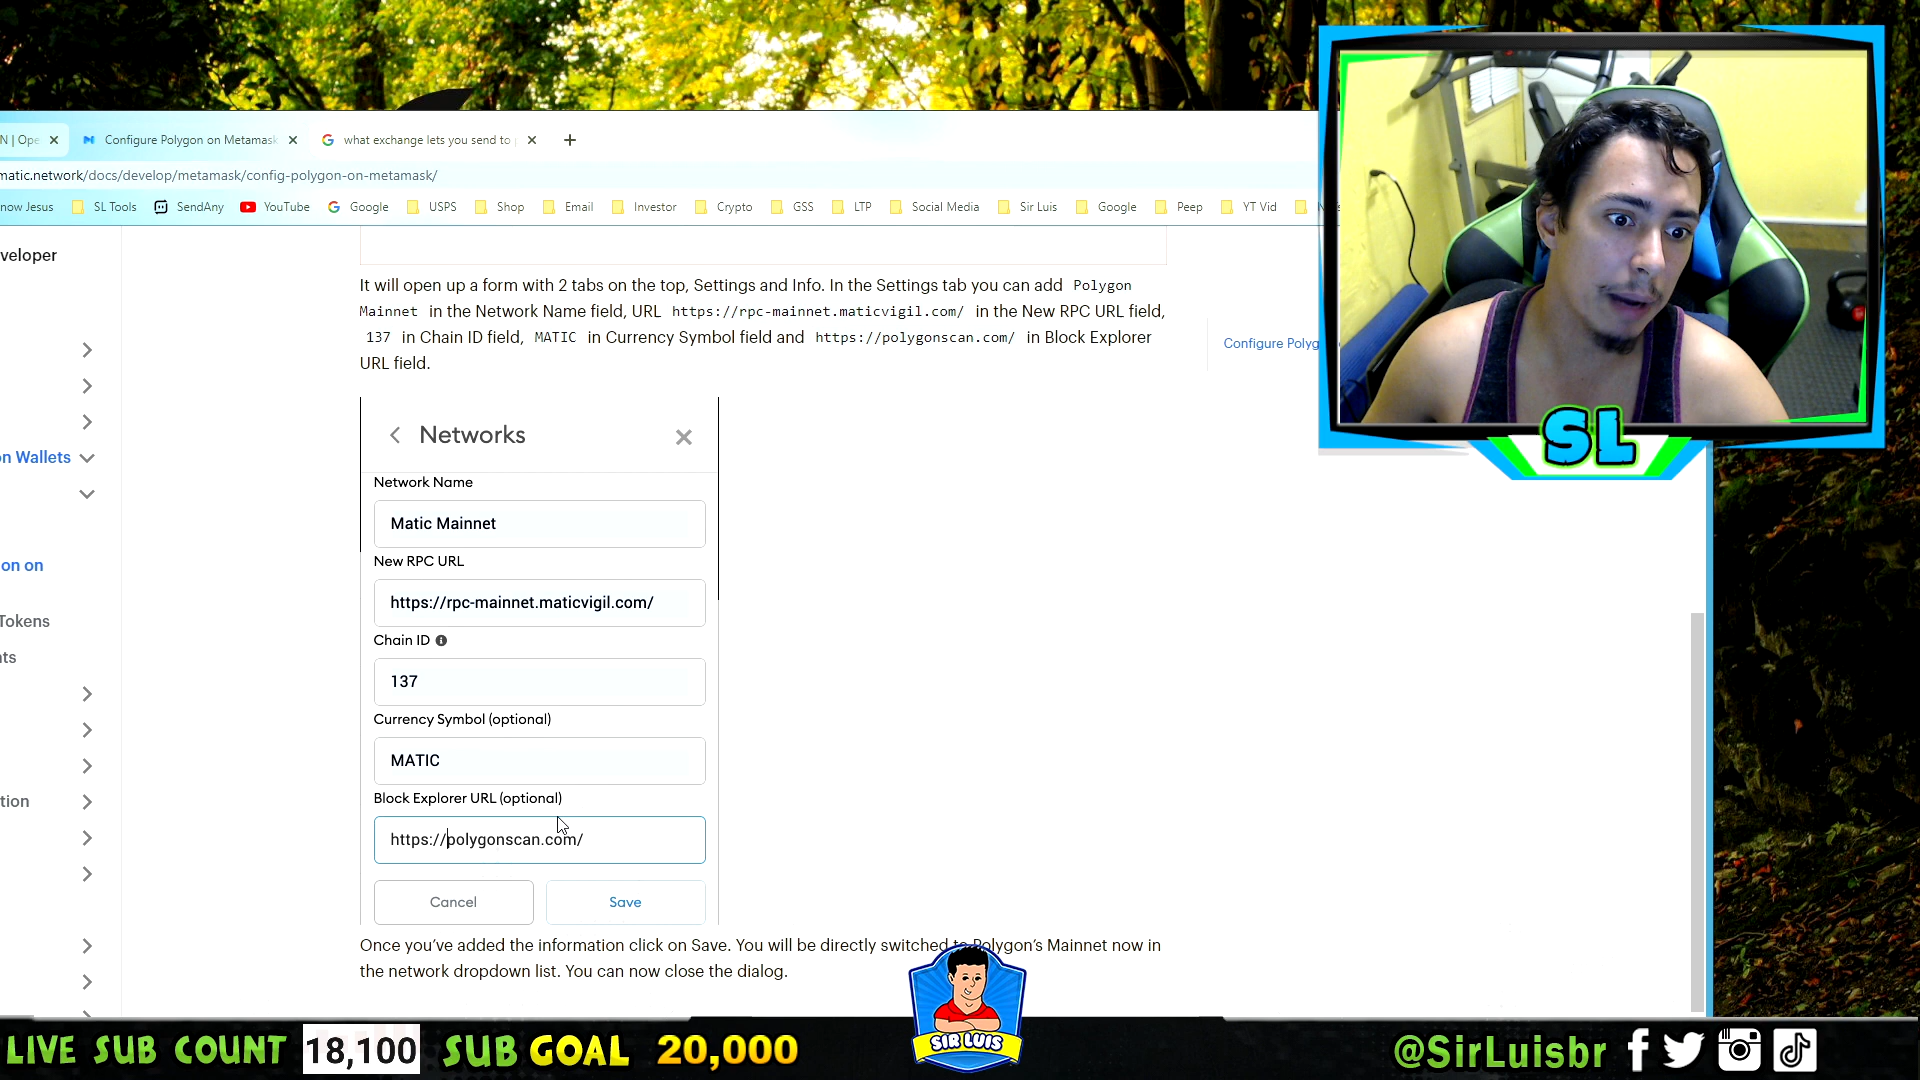 N | Ope
Configure Polygon on Metamask
what exchange lets you send to
matic.network/docs/develop/metamask/config-polygon-on-metamask/
now Jesus
SL Tools
SendAny
YouTube
Google
USPS
Shop
Email
Investor
Crypto
GSS
LTP
Social Media
Sir Luis
Google
Peep
YT Vid
veloper
on Wallets
on on
Tokens
nts
tion
It will open up a form with 2 tabs on the top, Settings and Info. In the Settings tab you can add Polygon
Mainnet in the Network Name field, URL https://rpc-mainnet.maticvigil.com/ in the New RPC URL field,
137 in Chain ID field, MATIC in Currency Symbol field and https://polygonscan.com/ in Block Explorer
URL field.
Configure Polyg
Networks
Network Name
Matic Mainnet
New RPC URL
https://rpc-mainnet.maticvigil.com/
Chain ID
137
Currency Symbol (optional)
MATIC
Block Explorer URL (optional)
https://polygonscan.com/
Cancel
Save
Once you've added the information click on Save. You will be directly switched to Polygon's Mainnet now in
the network dropdown list. You can now close the dialog.
SL
SIR LUIS
LIVE SUB COUNT 18,100 SUB GOAL 20,000
@SirLuisbr